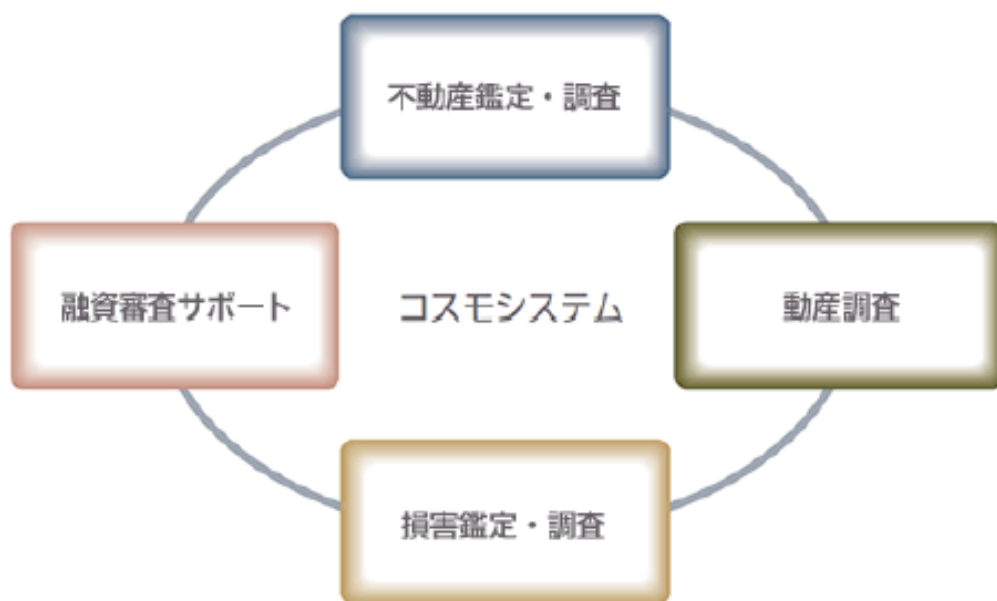 不動産鑑定・調査
融資審査サポート
コスモシステム
動産調査
損害鑑定・調査